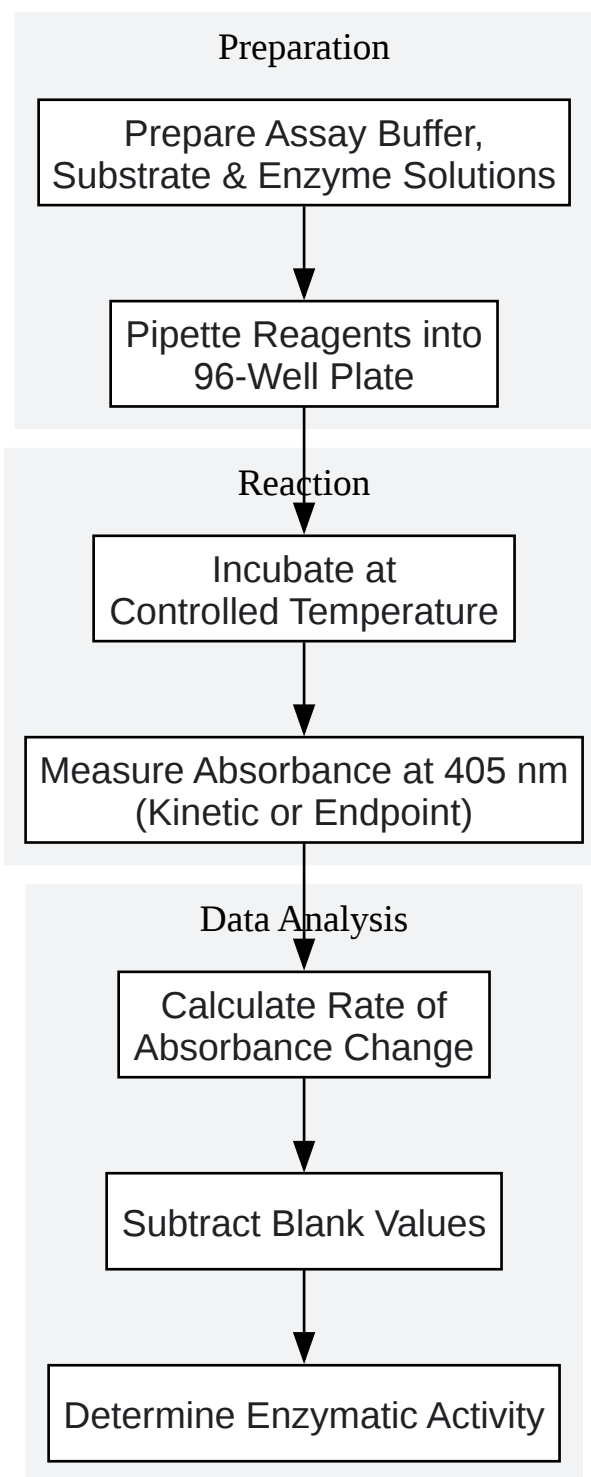 Preparation
Prepare Assay Buffer,
Substrate & Enzyme Solutions
Pipette Reagents into
96-Well Plate
Reaction
Incubate at
Controlled Temperature
Measure Absorbance at 405 nm
(Kinetic or Endpoint)
Data Analysis
Calculate Rate of
Absorbance Change
Subtract Blank Values
Determine Enzymatic Activity